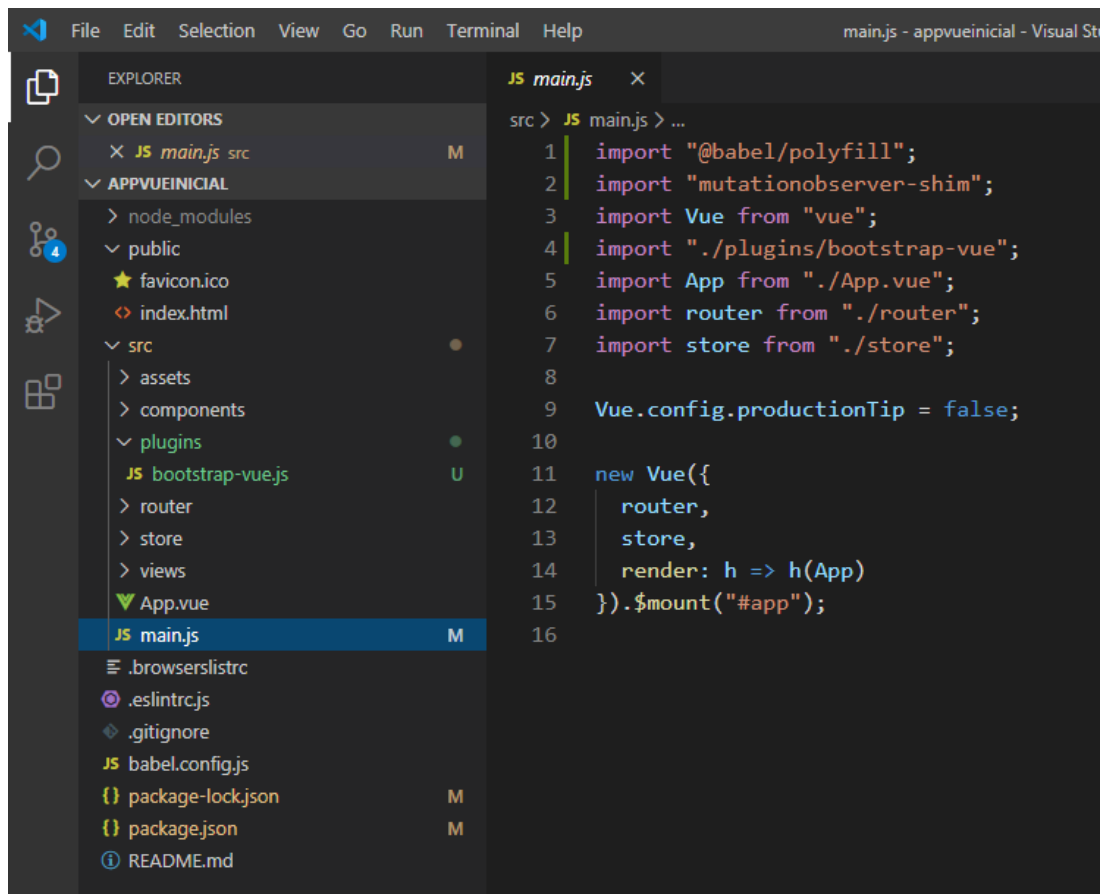 File Edit Selection View Go Run Terminal Help main.js - appvueinicial - Visual
EXPLORER
OPEN EDITORS
JS main.js src M
APPVUEINICIAL
node_modules
4
public
favicon.ico
index.html
src
assets
components
plugins
JS bootstrap-vue.js U
router
store
views
App.vue
JS main.js M
.browserslistrc
.eslintrc.js
.gitignore
JS babel.config.js
{} package-lock.json M
{} package.json M
README.md
JS main.js
src > JS main.js > ...
1 import "@babel/polyfill";
2 import "mutationobserver-shim";
3 import Vue from "vue";
4 import "./plugins/bootstrap-vue";
5 import App from "./App.vue";
6 import router from "./router";
7 import store from "./store";
8
9 Vue.config.productionTip = false;
10
11 new Vue({
12 router,
13 store,
14 render: h => h(App)
15 }).$mount("#app");
16